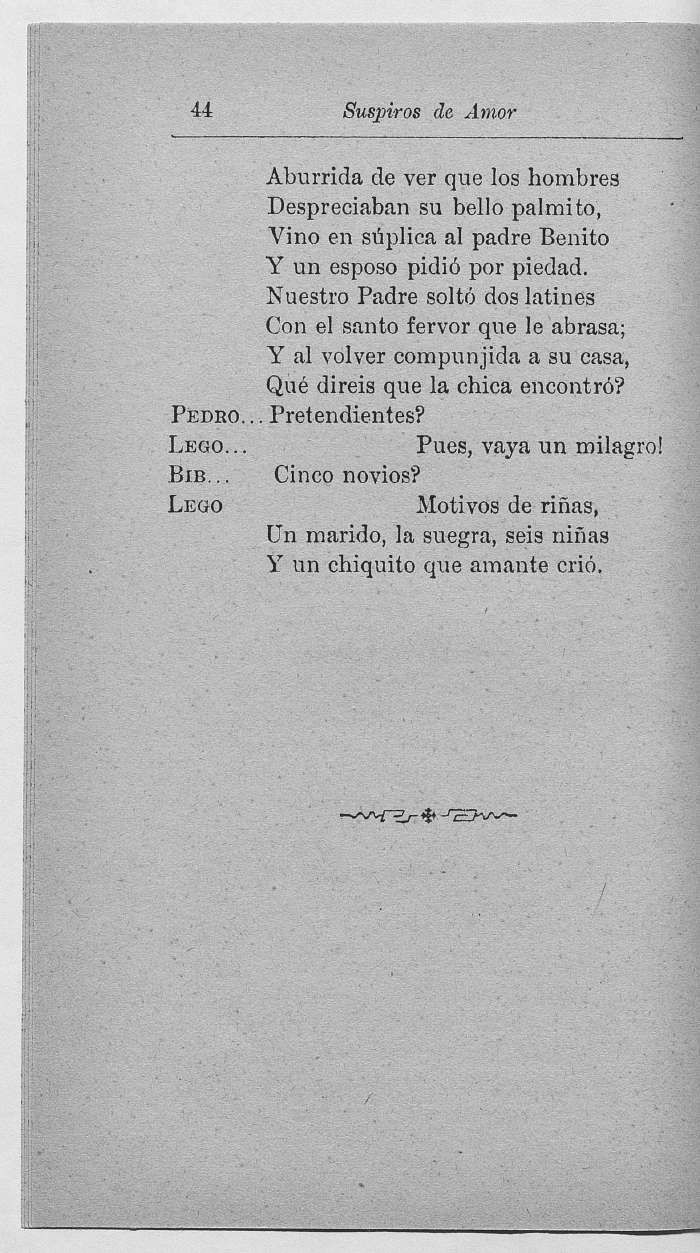 44 Suspiros de Amor
Aburrida de ver que los hombres
Despreciaban su bello palmito,
Vino en súplica al padre Benito
Y un esposo pidió por piedad.
Nuestro Padre soltó dos latines
Con el santo fervor que le abrasa;
Y al volver compunjida a su casa,
Qué direis que la chica encontró?
PEDRO... Pretendientes?
LEGO... Pues, vaya un milagro!
BIB... Cinco novios?
LEGO Motivos de riñas,
Un marido, la suegra, seis niñas
Y un chiquito que amante crió.